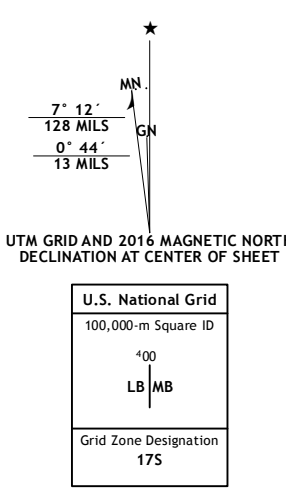 ★
MN
7° 12´
128 MILS
GN
0° 44´
13 MILS
UTM GRID AND 2016 MAGNETIC NORTH
DECLINATION AT CENTER OF SHEET
U.S. National Grid
100,000-m Square ID
⁴00
LB MB
Grid Zone Designation
17S